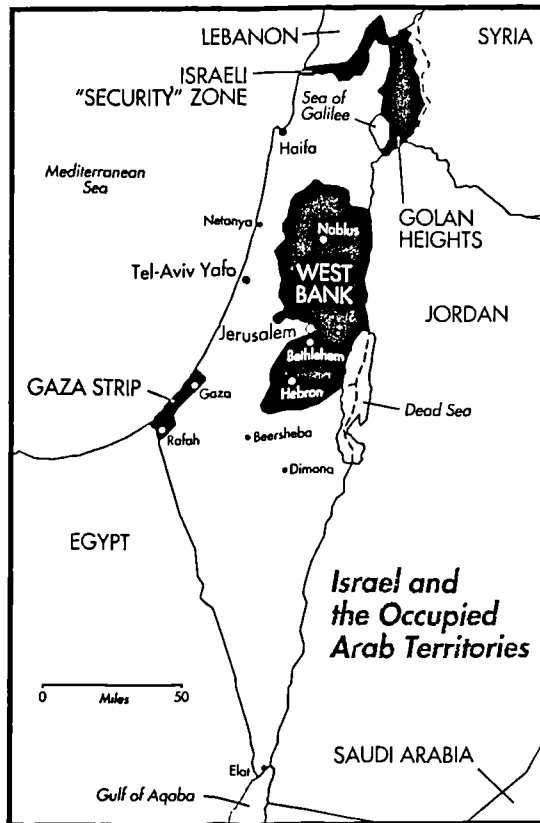 LEBANON
SYRIA
ISRAELI
"SECURITY" ZONE
Sea of
Galilee
Haifa
Mediterranean
Sea
Netanya
Nablus
GOLAN
HEIGHTS
Tel-Aviv Yafo
WEST
BANK
JORDAN
Jerusalem
Bethlehem
GAZA STRIP
Gaza
Hebron
Dead Sea
Rafah
Beersheba
Dimona
EGYPT
Israel and
the Occupied
Arab Territories
0 Miles 50
SAUDI ARABIA
Elat
Gulf of Aqaba